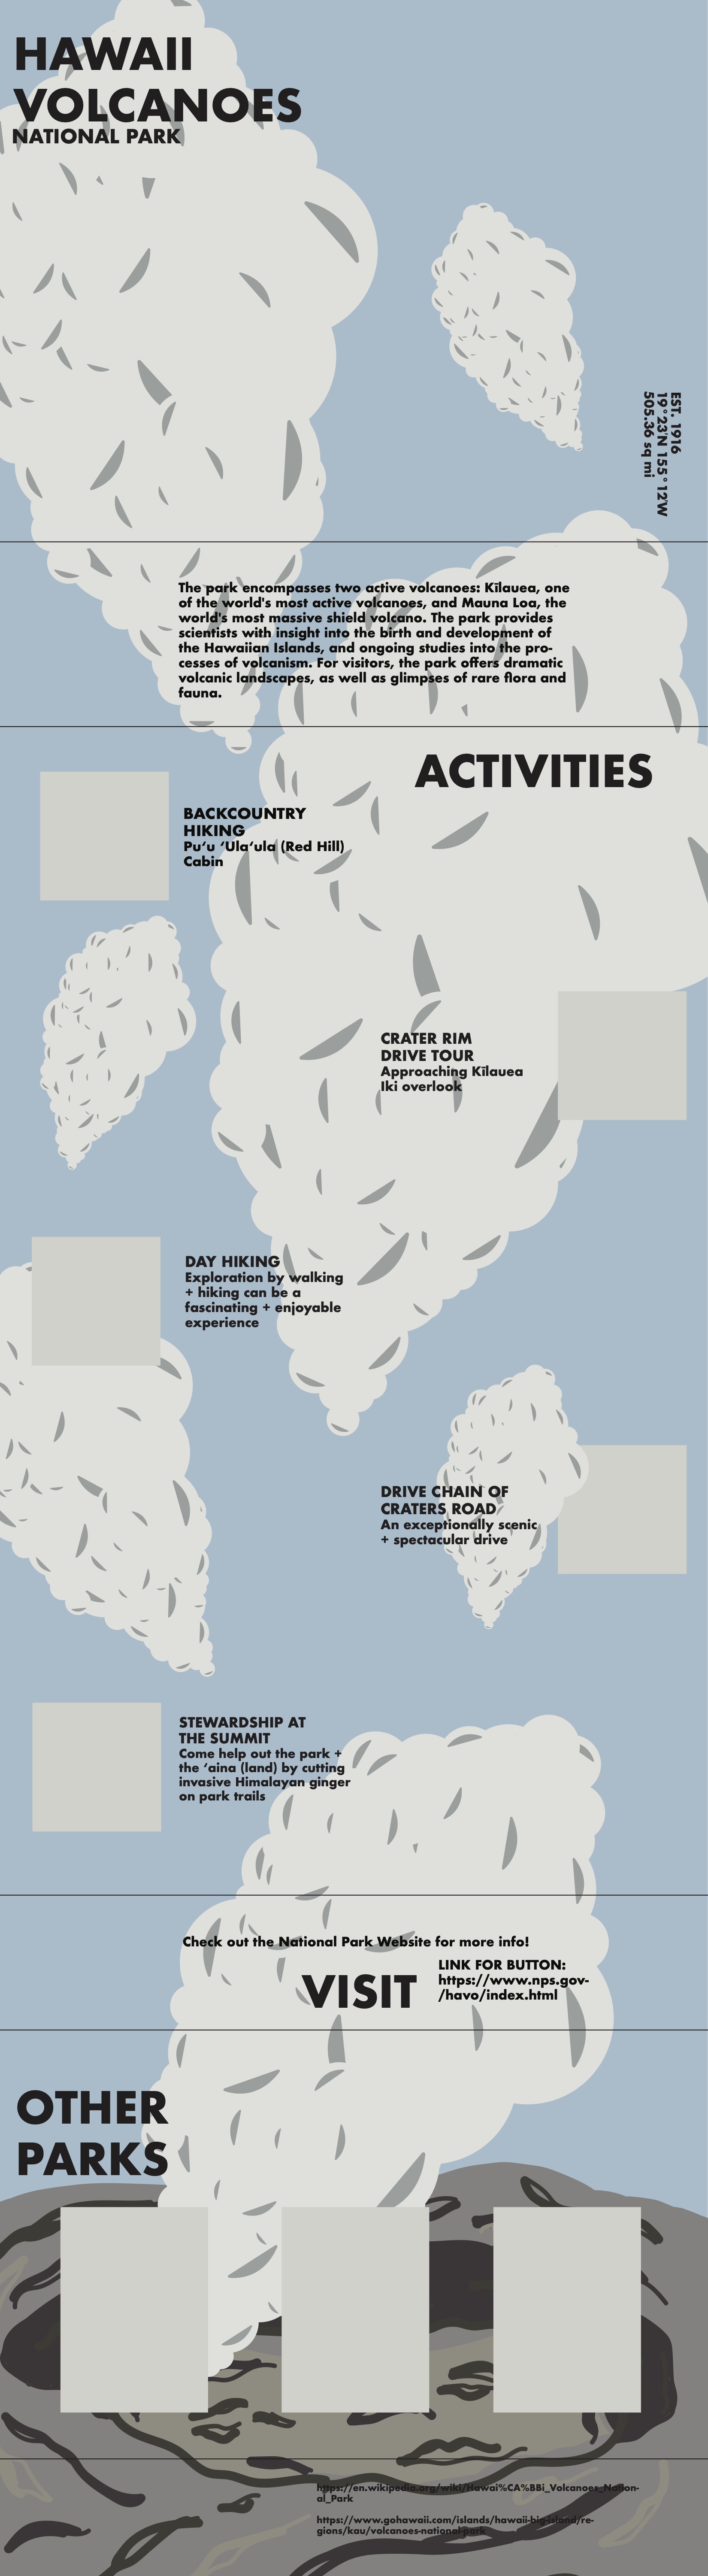 HAWAII
VOLCANOES
NATIONAL PARK
EST. 1916
19°23'N 155°12'W
505.36 sq mi
The park encompasses two active volcanoes: Kīlauea, one
of the world's most active volcanoes, and Mauna Loa, the
world's most massive shield volcano. The park provides
scientists with insight into the birth and development of
the Hawaiian Islands, and ongoing studies into the pro-
cesses of volcanism. For visitors, the park offers dramatic
volcanic landscapes, as well as glimpses of rare flora and
fauna.
ACTIVITIES
BACKCOUNTRY
HIKING
Pu‘u ‘Ula‘ula (Red Hill)
Cabin
CRATER RIM
DRIVE TOUR
Approaching Kīlauea
Iki overlook
DAY HIKING
Exploration by walking
+ hiking can be a
fascinating + enjoyable
experience
DRIVE CHAIN OF
CRATERS ROAD
An exceptionally scenic
+ spectacular drive
STEWARDSHIP AT
THE SUMMIT
Come help out the park +
the ‘aina (land) by cutting
invasive Himalayan ginger
on park trails
Check out the National Park Website for more info!
VISIT
LINK FOR BUTTON:
https://www.nps.gov-
/havo/index.html
OTHER
PARKS
https://en.wikipedia.org/wiki/Hawai%CA%BBi_Volcanoes_Nation-
al_Park
https://www.gohawaii.com/islands/hawaii-big-island/re-
gions/kau/volcanoes-national-park